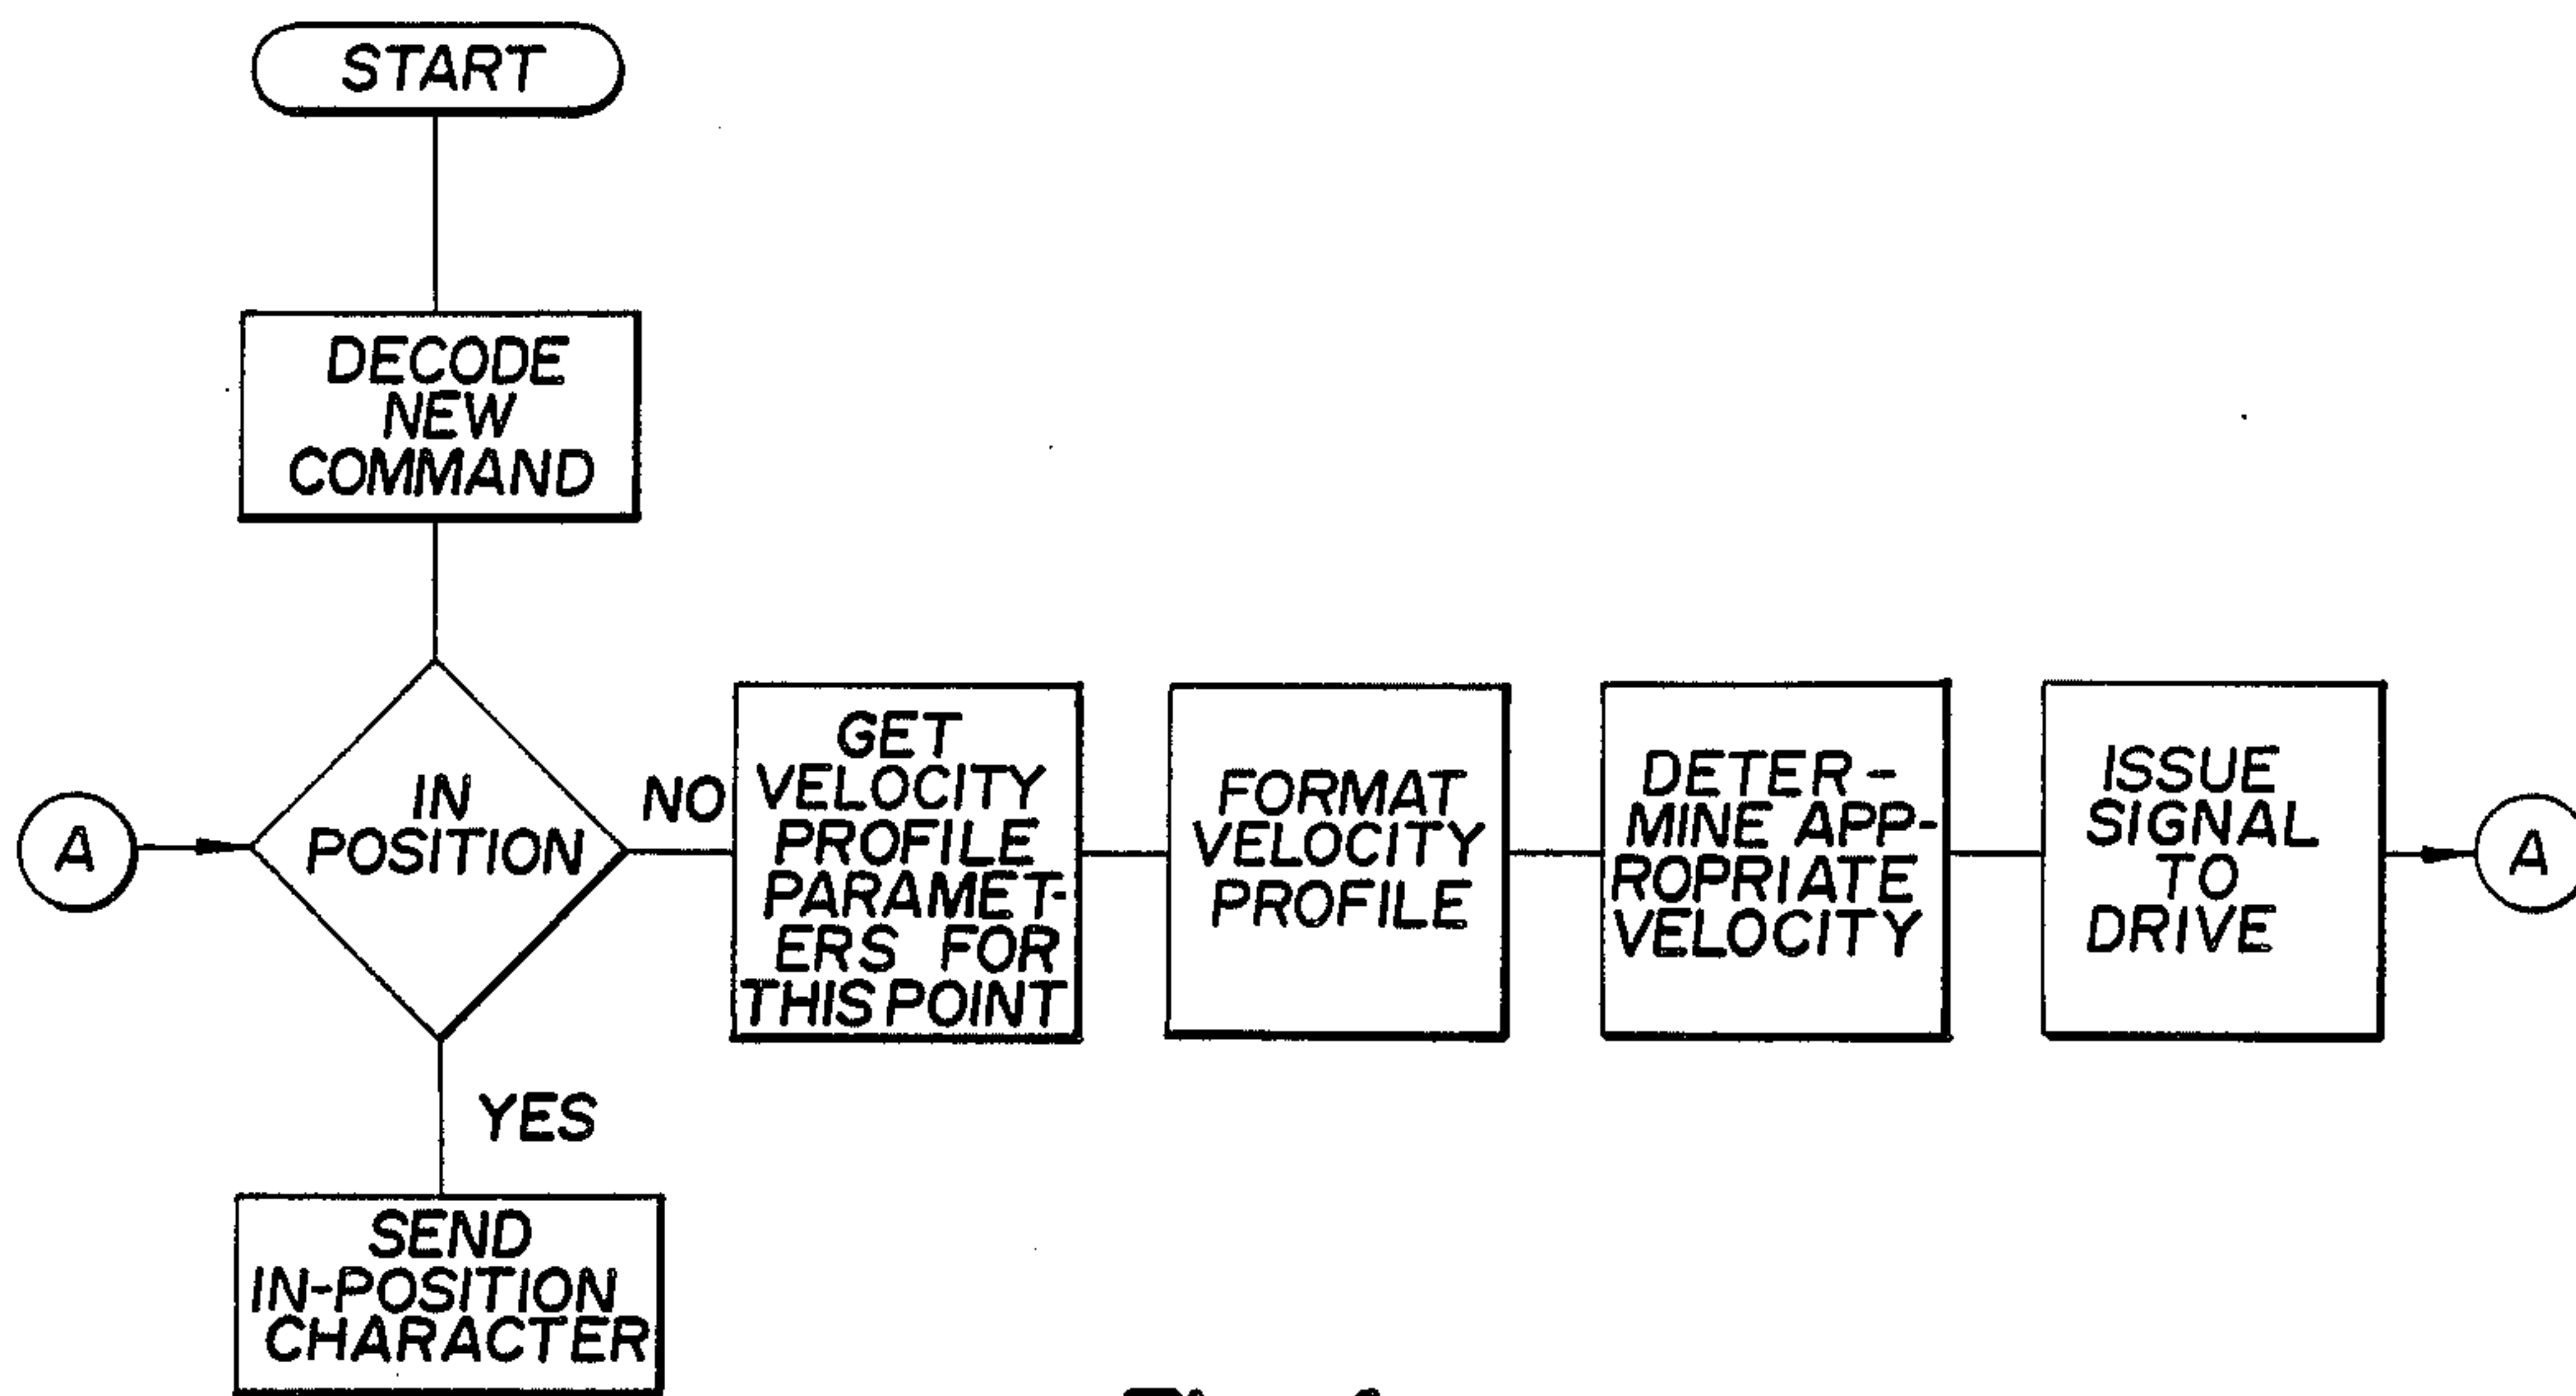 START
DECODE
NEW
COMMAND
A
IN
POSITION
NO
GET
VELOCITY
PROFILE
PARAMET-
ERS FOR
THIS POINT
FORMAT
VELOCITY
PROFILE
DETER-
MINE APP-
ROPRIATE
VELOCITY
ISSUE
SIGNAL
TO
DRIVE
A
YES
SEND
IN-POSITION
CHARACTER